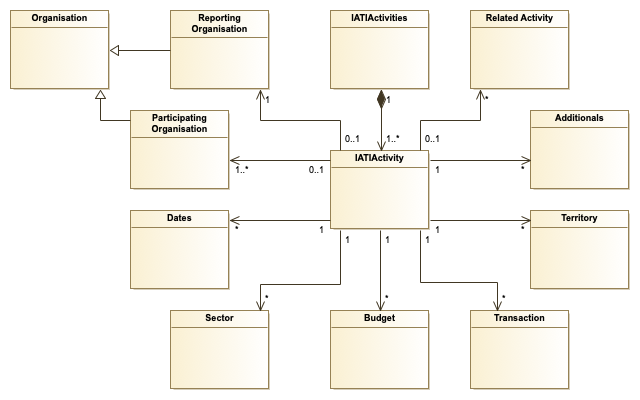 Organisation
Reporting
Organisation
IATIActivities
Related Activity
1
1
*
Participating
Organisation
Additionals
0..1
1..*
0..1
IATIActivity
1..*
0..1
1
*
Dates
Territory
*
1
1
*
1
1
1
*
*
*
Sector
Budget
Transaction